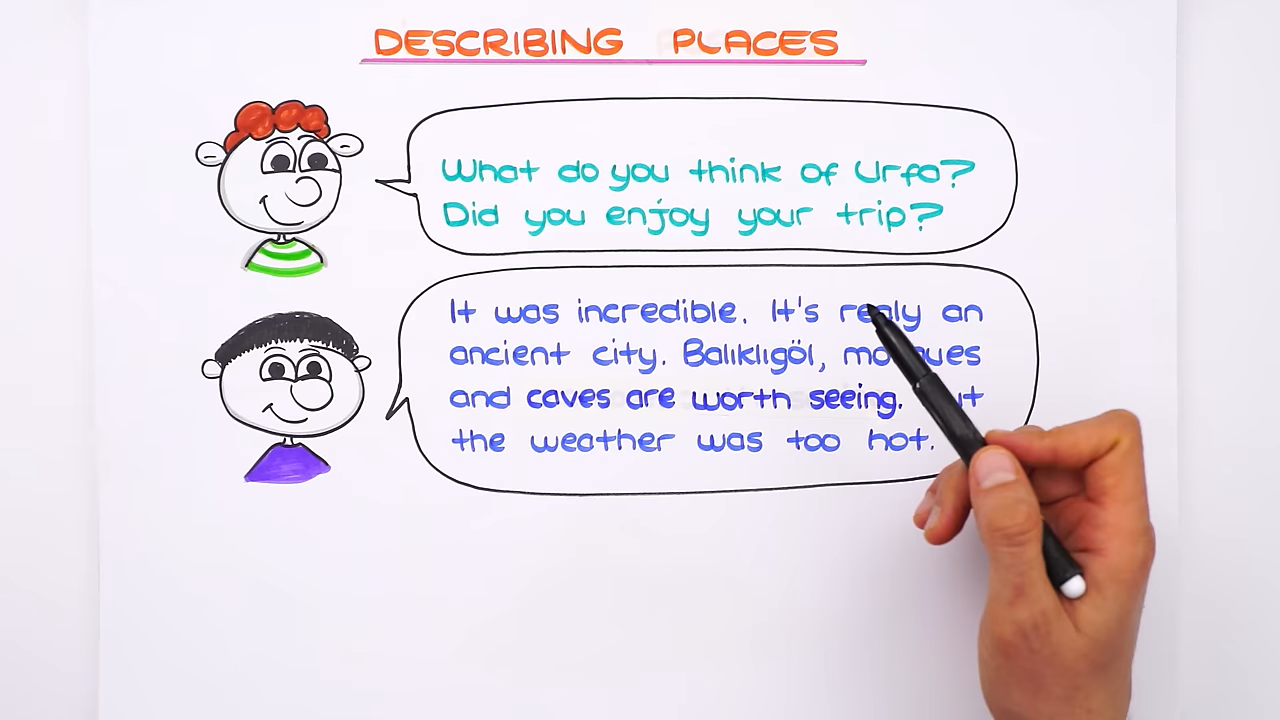 DESCRIBING PLACES
What do you think of Urfa?
Did you enjoy your trip?
It was incredible. It's realy an
ancient city. Balıklıgöl,
and caves are worth seeing.
the weather was too hot.